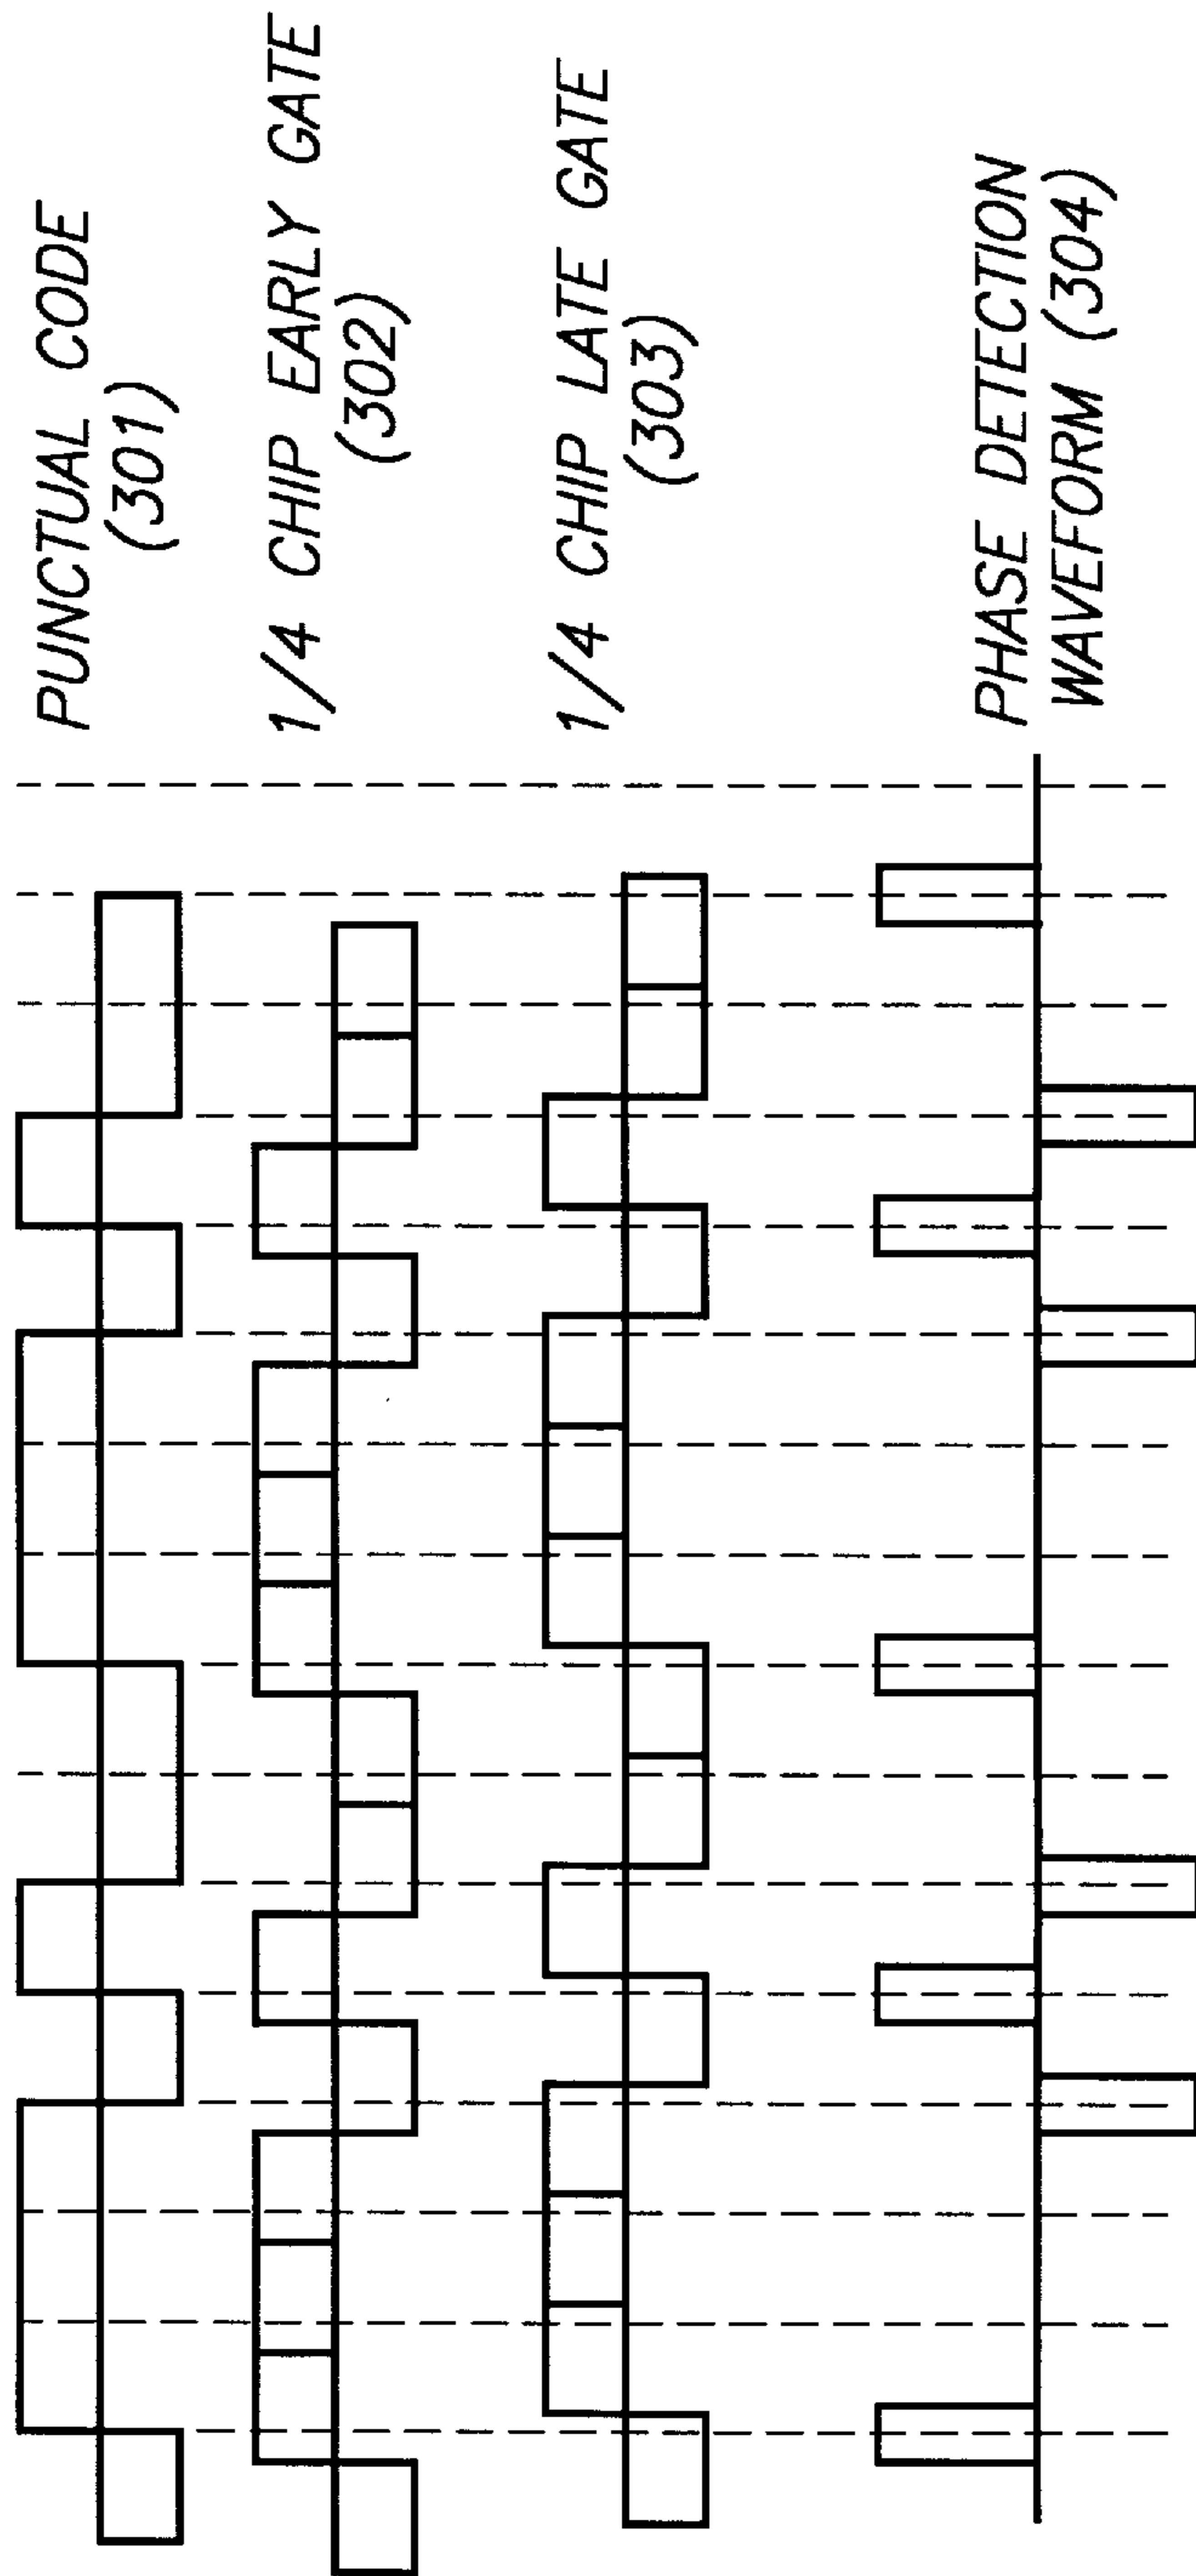 PUNCTUAL CODE
(301)
1/4 CHIP EARLY GATE
(302)
1/4 CHIP LATE GATE
(303)
PHASE DETECTION
WAVEFORM (304)